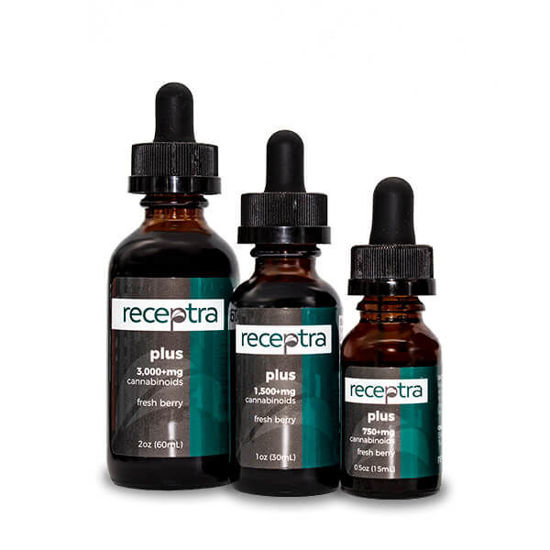 receptra
plus
3,000+mg
cannabinoids
fresh berry
2oz (60mL)
receptra
plus
1,500+mg
cannabinoids
fresh berry
1oz (30mL)
receptra
plus
750+mg
cannabinoids
fresh berry
0.5oz (15mL)